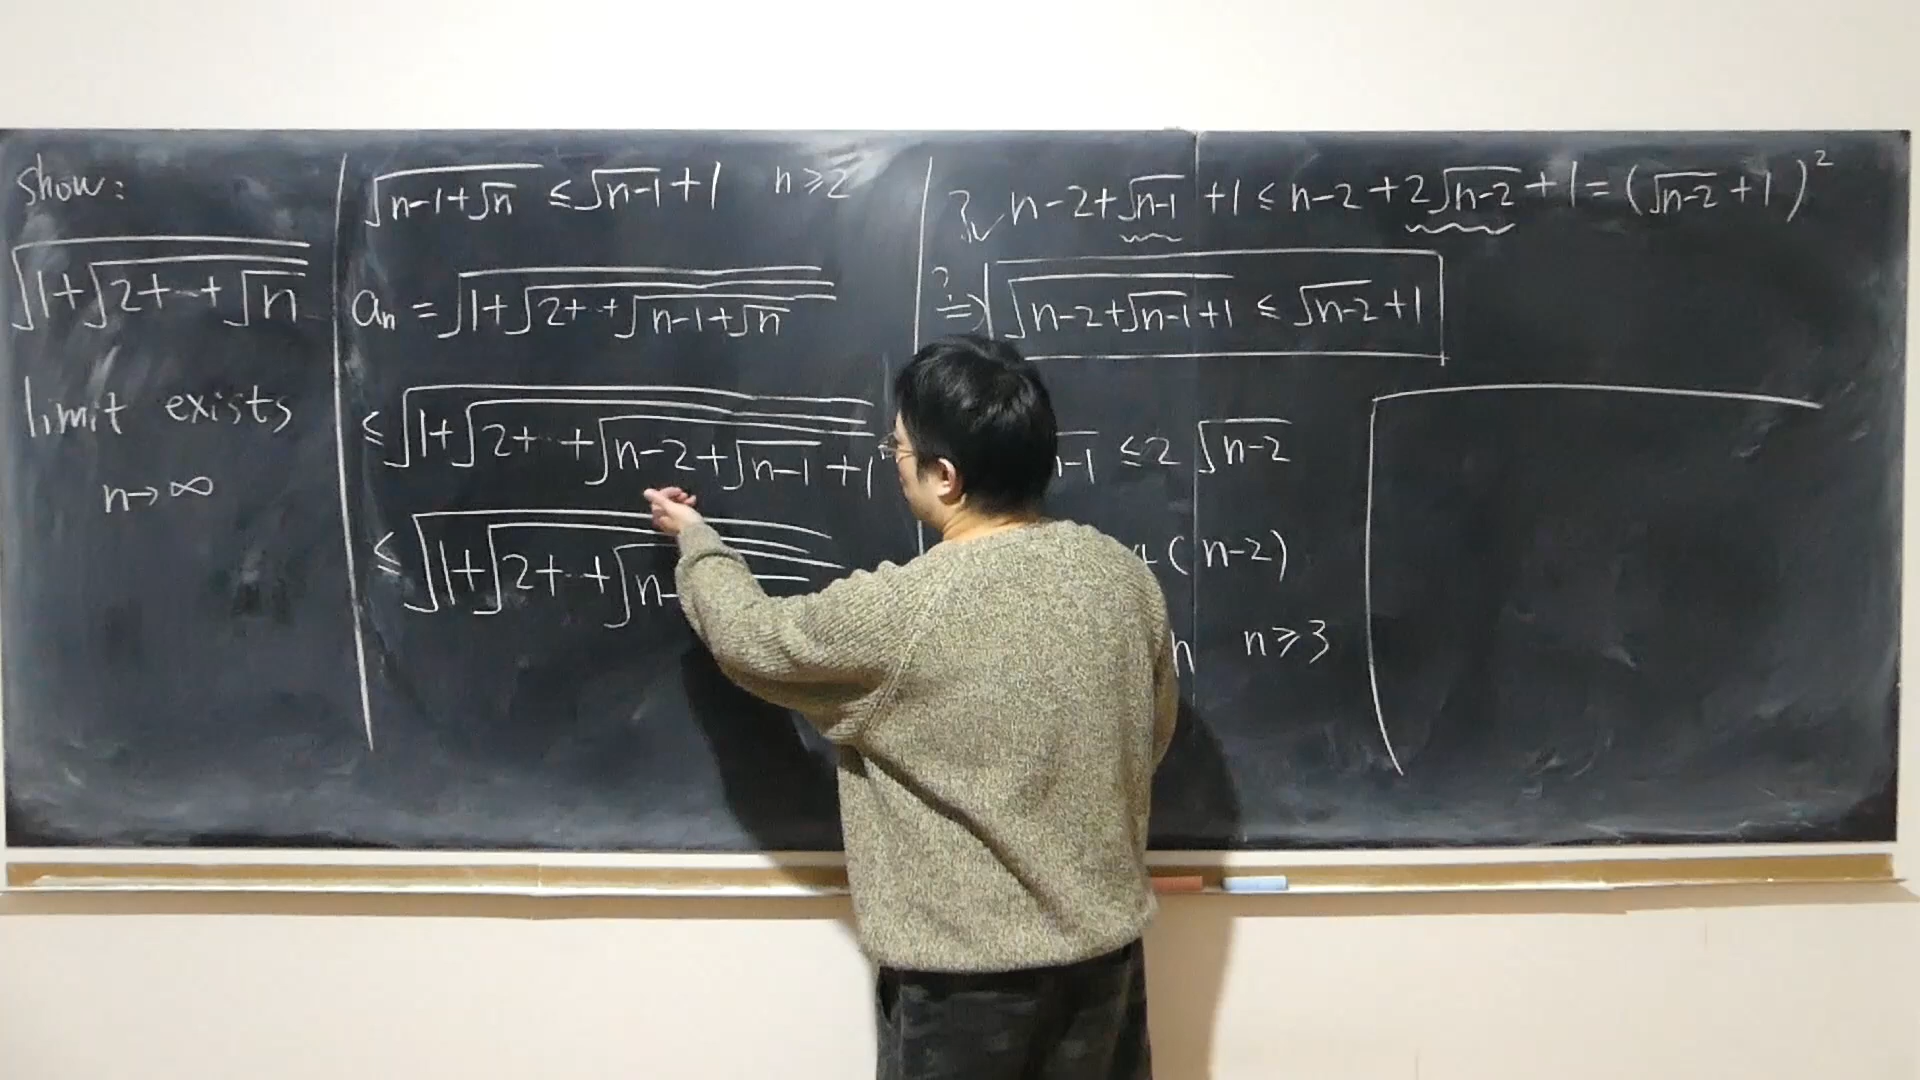 Show:
√(1+√(2+⋯+√n))
limit exists
n→∞
√(n-1+√n) ≤ √(n-1)+1 n≥2
aₙ = √(1+√(2+⋯+√(n-1+√n)))
≤ √(1+√(2+⋯+√(n-2+√(n-1)+1)))
≤ √(1+√(2+⋯+√(n-
? ✓ n-2+√(n-1)+1 ≤ n-2+2√(n-2)+1 = (√(n-2)+1)²
?⇒ √(n-2+√(n-1)+1) ≤ √(n-2)+1
-1 ≤ 2√(n-2)
(n-2)
n n≥3